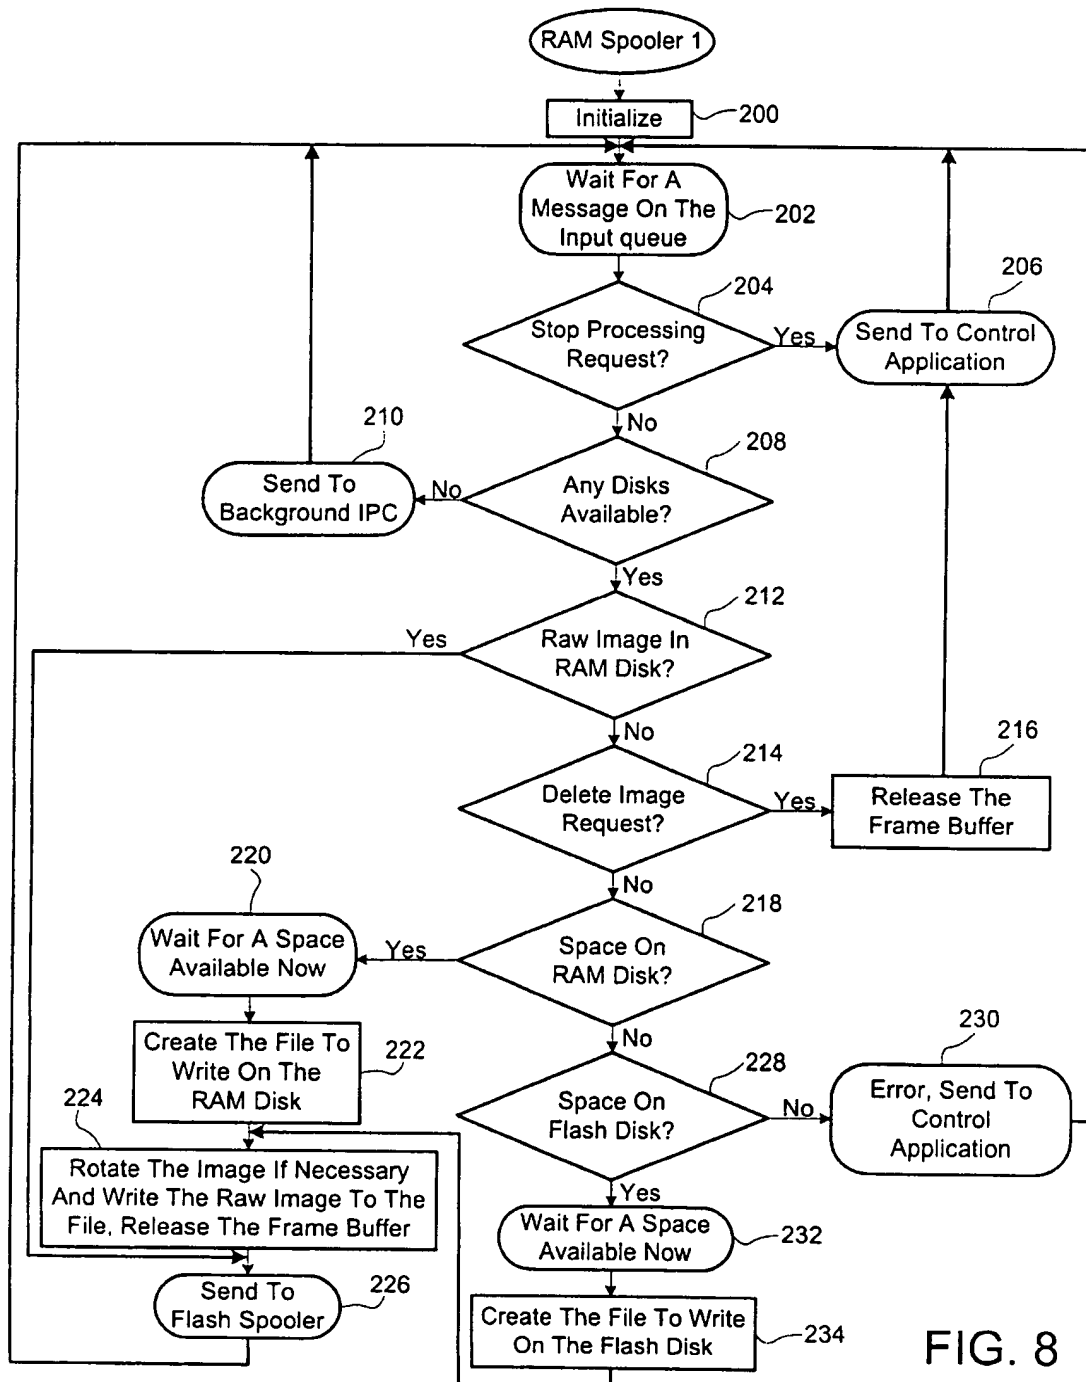 RAM Spooler 1
Initialize
200
Wait For A
Message On The
Input queue
202
204
Stop Processing
Request?
Yes
206
Send To Control
Application
No
210
Send To
Background IPC
No
208
Any Disks
Available?
Yes
212
Yes
Raw Image In
RAM Disk?
No
214
Delete Image
Request?
Yes
216
Release The
Frame Buffer
No
218
220
Wait For A Space
Available Now
Yes
Space On
RAM Disk?
No
222
Create The File To
Write On The
RAM Disk
228
Space On
Flash Disk?
No
230
Error, Send To
Control
Application
224
Rotate The Image If Necessary
And Write The Raw Image To The
File, Release The Frame Buffer
Yes
Wait For A Space
Available Now
232
Send To
Flash Spooler
226
Create The File To Write
On The Flash Disk
234
FIG. 8